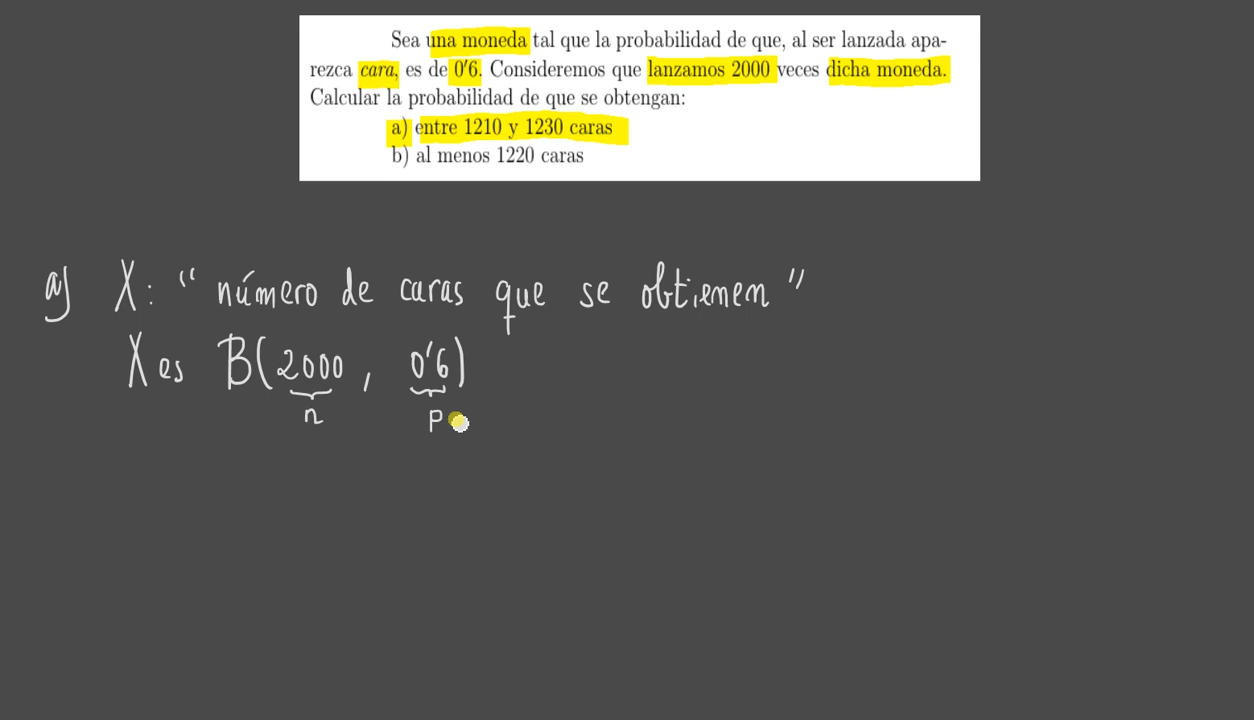 Sea una moneda tal que la probabilidad de que, al ser lanzada apa-
rezca cara, es de 0'6. Consideremos que lanzamos 2000 veces dicha moneda.
Calcular la probabilidad de que se obtengan:
a) entre 1210 y 1230 caras
b) al menos 1220 caras
a) X: "número de caras que se obtienen"
X es B(2000, 0'6)
n p